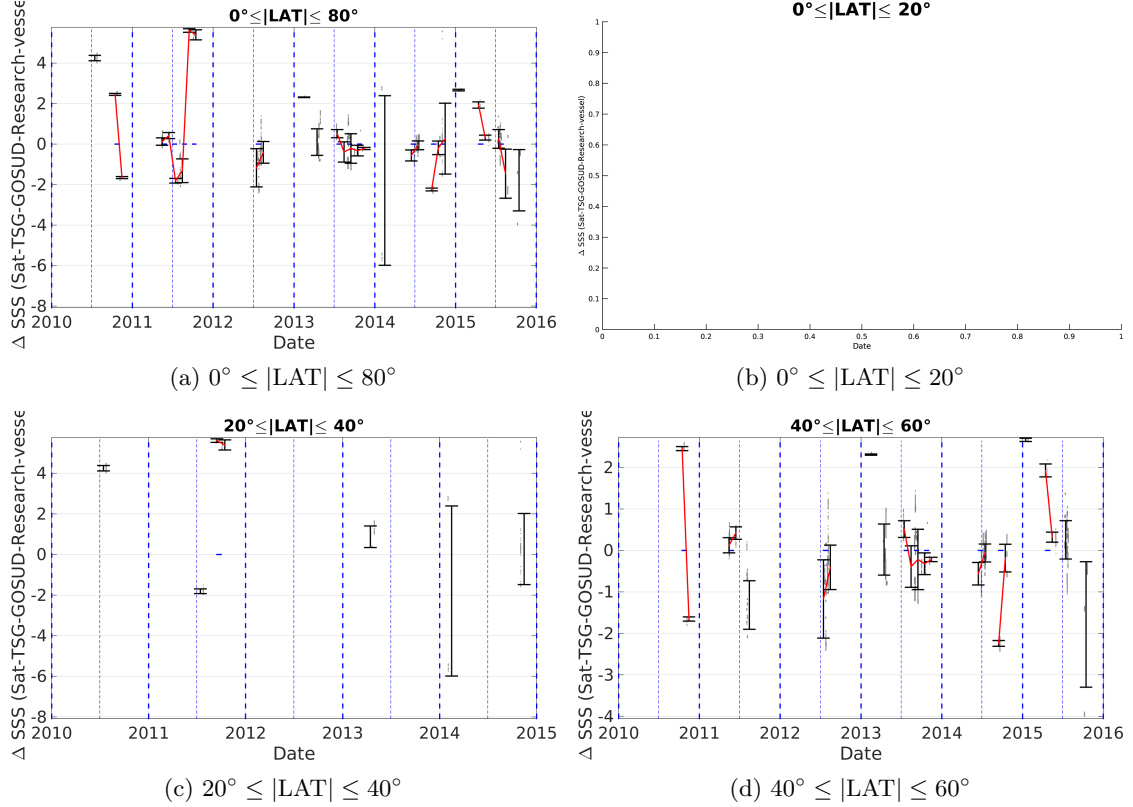 0°≤|LAT|≤ 80°
Δ SSS (Sat-TSG-GOSUD-Research-vesse
4
2
0
-2
-4
-6
-8
2010 2011 2012 2013 2014 2015 2016
Date
(a) 0° ≤ |LAT| ≤ 80°
0°≤|LAT|≤ 20°
Δ SSS (Sat-TSG-GOSUD-Research-vessel)
1
0.9
0.8
0.7
0.6
0.5
0.4
0.3
0.2
0.1
0
0 0.1 0.2 0.3 0.4 0.5 0.6 0.7 0.8 0.9 1
Date
(b) 0° ≤ |LAT| ≤ 20°
20°≤|LAT|≤ 40°
Δ SSS (Sat-TSG-GOSUD-Research-vesse
4
2
0
-2
-4
-6
-8
2010 2011 2012 2013 2014 2015
Date
(c) 20° ≤ |LAT| ≤ 40°
40°≤|LAT|≤ 60°
Δ SSS (Sat-TSG-GOSUD-Research-vesse
2
1
0
-1
-2
-3
-4
2010 2011 2012 2013 2014 2015 2016
Date
(d) 40° ≤ |LAT| ≤ 60°